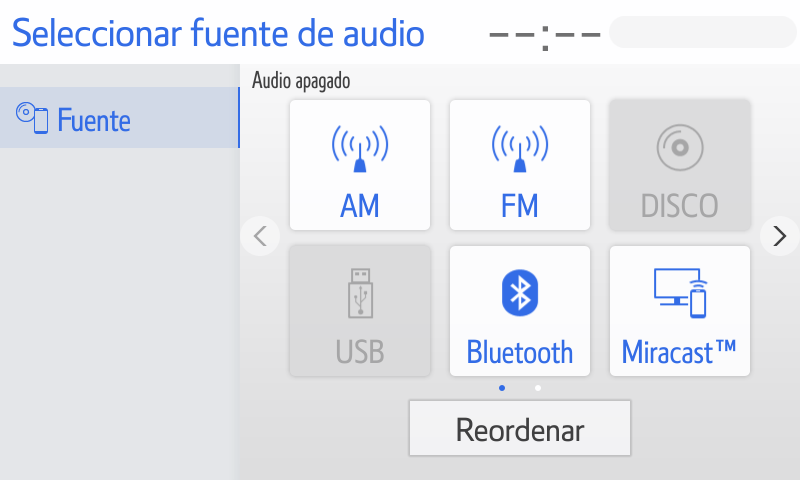 Seleccionar fuente de audio --:--
Fuente
Audio apagado
AM FM DISCO
USB Bluetooth Miracast™
Reordenar